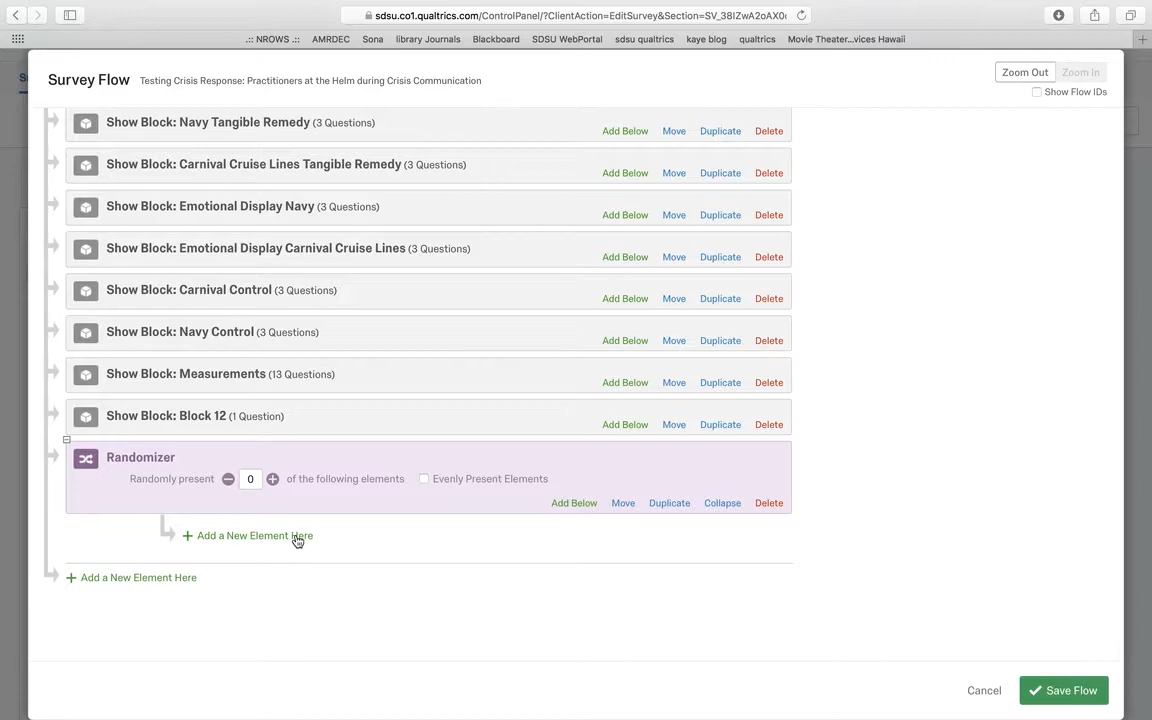 sdsu.co1.qualtrics.com/ControlPanel/?ClientAction=EditSurvey&Section=SV_38IZwA2oAX0
.:: NROWS ::. AMRDEC Sona library Journals Blackboard SDSU WebPortal sdsu qualtrics kaye blog qualtrics Movie Theater...vices Hawaii
Survey Flow Testing Crisis Response: Practitioners at the Helm during Crisis Communication
Zoom Out Zoom In
Show Flow IDs
Show Block: Navy Tangible Remedy (3 Questions)
Add Below Move Duplicate Delete
Show Block: Carnival Cruise Lines Tangible Remedy (3 Questions)
Add Below Move Duplicate Delete
Show Block: Emotional Display Navy (3 Questions)
Add Below Move Duplicate Delete
Show Block: Emotional Display Carnival Cruise Lines (3 Questions)
Add Below Move Duplicate Delete
Show Block: Carnival Control (3 Questions)
Add Below Move Duplicate Delete
Show Block: Navy Control (3 Questions)
Add Below Move Duplicate Delete
Show Block: Measurements (13 Questions)
Add Below Move Duplicate Delete
Show Block: Block 12 (1 Question)
Add Below Move Duplicate Delete
Randomizer
Randomly present 0 of the following elements Evenly Present Elements
Add Below Move Duplicate Collapse Delete
+ Add a New Element Here
+ Add a New Element Here
Cancel Save Flow